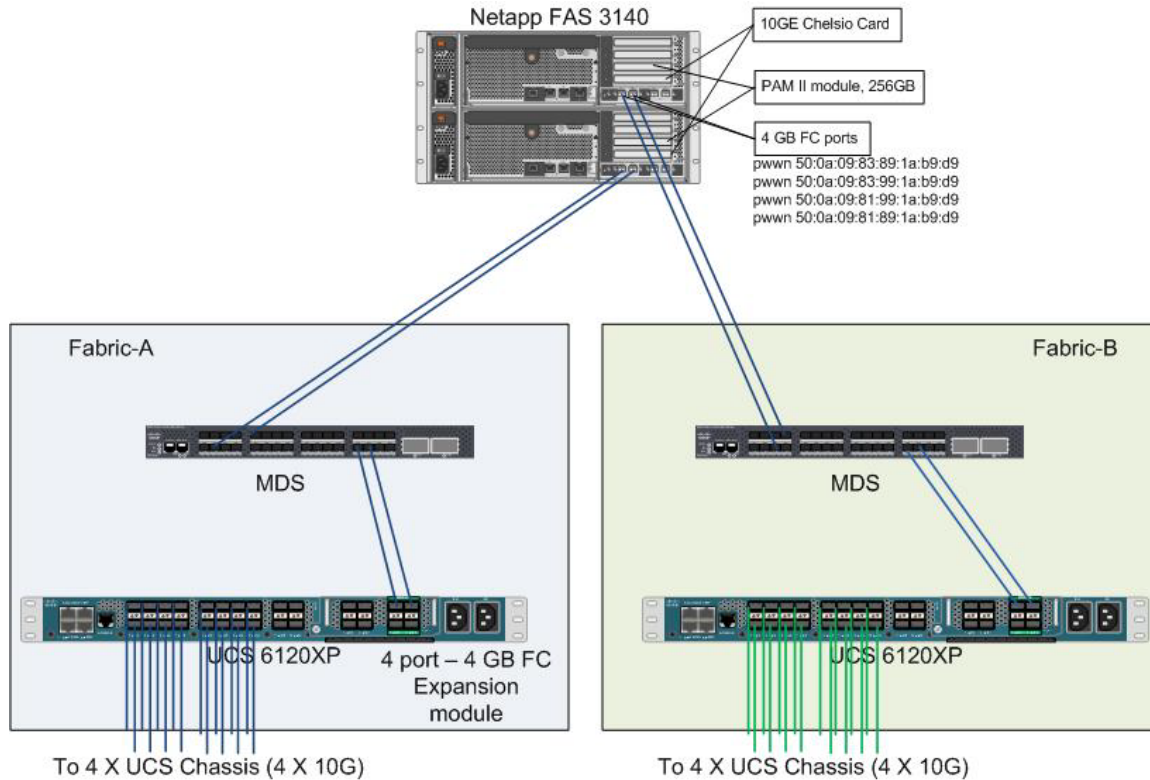 Netapp FAS 3140
10GE Chelsio Card
PAM II module, 256GB
4 GB FC ports
pwwn 50:0a:09:83:89:1a:b9:d9
pwwn 50:0a:09:83:99:1a:b9:d9
pwwn 50:0a:09:81:99:1a:b9:d9
pwwn 50:0a:09:81:89:1a:b9:d9
Fabric-A
MDS
UCS 6120XP
4 port – 4 GB FC
Expansion
module
To 4 X UCS Chassis (4 X 10G)
Fabric-B
MDS
UCS 6120XP
To 4 X UCS Chassis (4 X 10G)